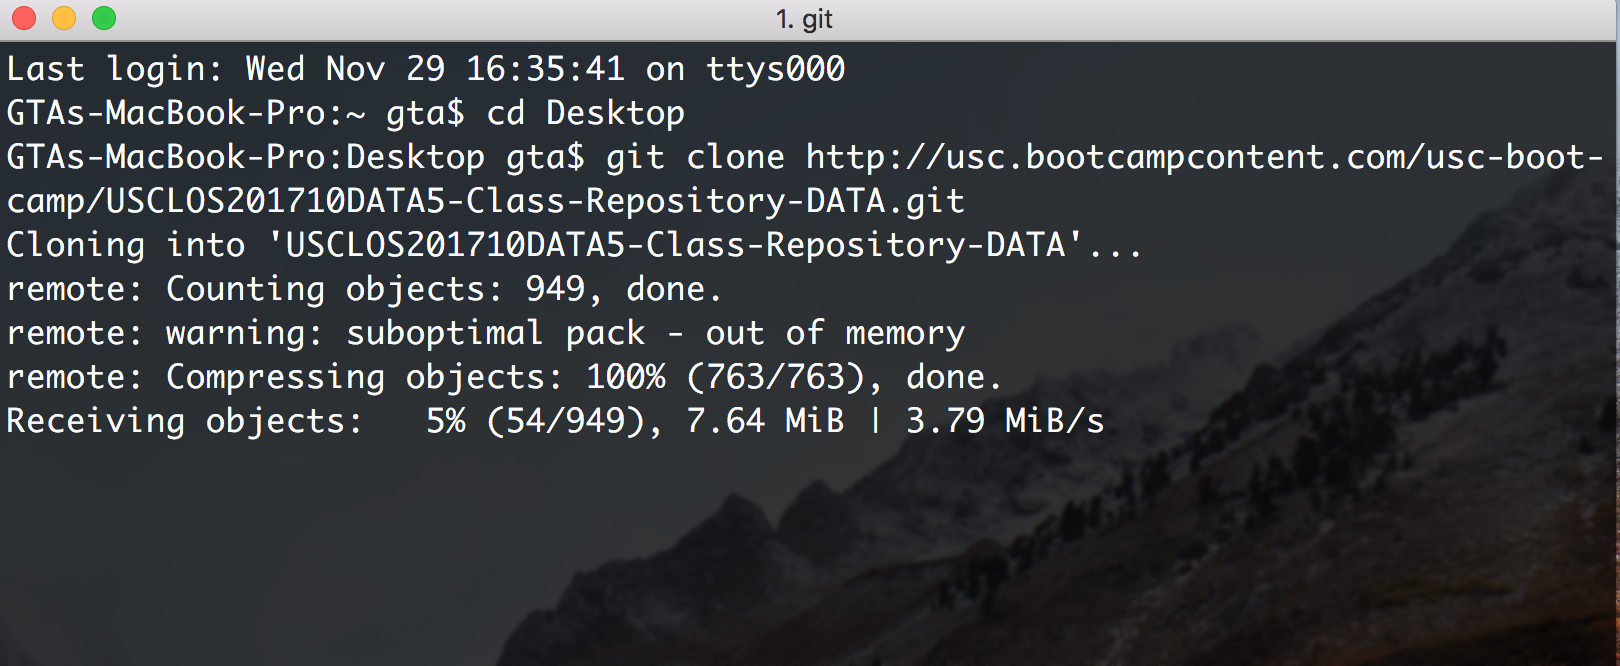 1. git
Last login: Wed Nov 29 16:35:41 on ttys000
GTAs-MacBook-Pro:~ gta$ cd Desktop
GTAs-MacBook-Pro:Desktop gta$ git clone http://usc.bootcampcontent.com/usc-boot-
camp/USCLOS201710DATA5-Class-Repository-DATA.git
Cloning into 'USCLOS201710DATA5-Class-Repository-DATA'...
remote: Counting objects: 949, done.
remote: warning: suboptimal pack - out of memory
remote: Compressing objects: 100% (763/763), done.
Receiving objects:   5% (54/949), 7.64 MiB | 3.79 MiB/s